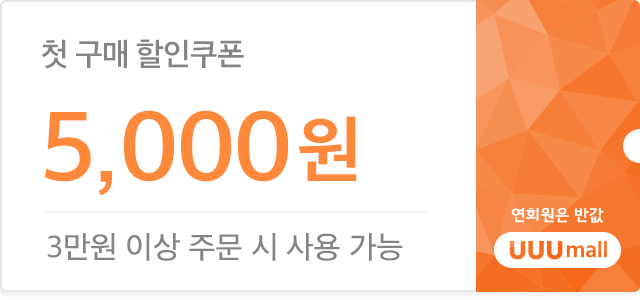 첫 구매 할인쿠폰
5,000원
3만원 이상 주문 시 사용 가능
연회원은 반값
UUUmall